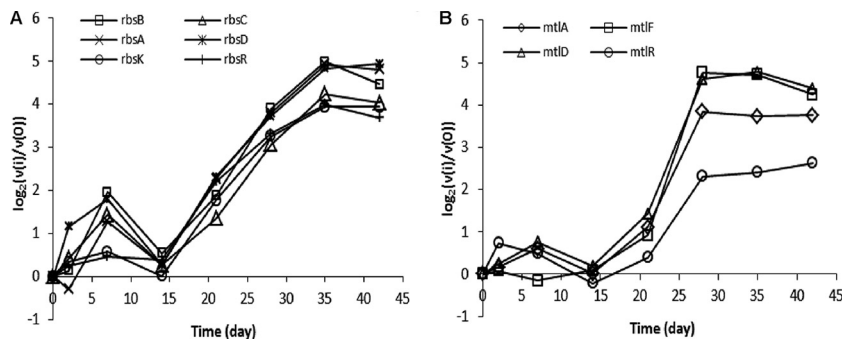 A
rbsB
rbsC
rbsA
rbsD
rbsK
rbsR
log₂(v(i)/v(0))
6
5
4
3
2
1
0
-1
0 5 10 15 20 25 30 35 40 45
Time (day)
B
mtlA
mtlF
mtlD
mtlR
log₂(v(i)/v(0))
6
5
4
3
2
1
0
-1
0 5 10 15 20 25 30 35 40 45
Time (day)